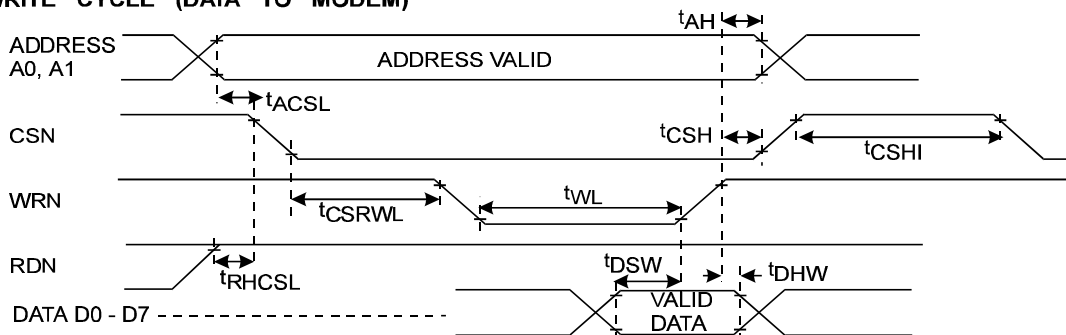 WRITE CYCLE (DATA TO MODEM)
tAH
ADDRESS
A0, A1
ADDRESS VALID
tACSL
CSN
tCSH
tCSHI
WRN
tCSRWL
tWL
RDN
tRHCSL
tDSW
tDHW
DATA D0 - D7
VALID
DATA